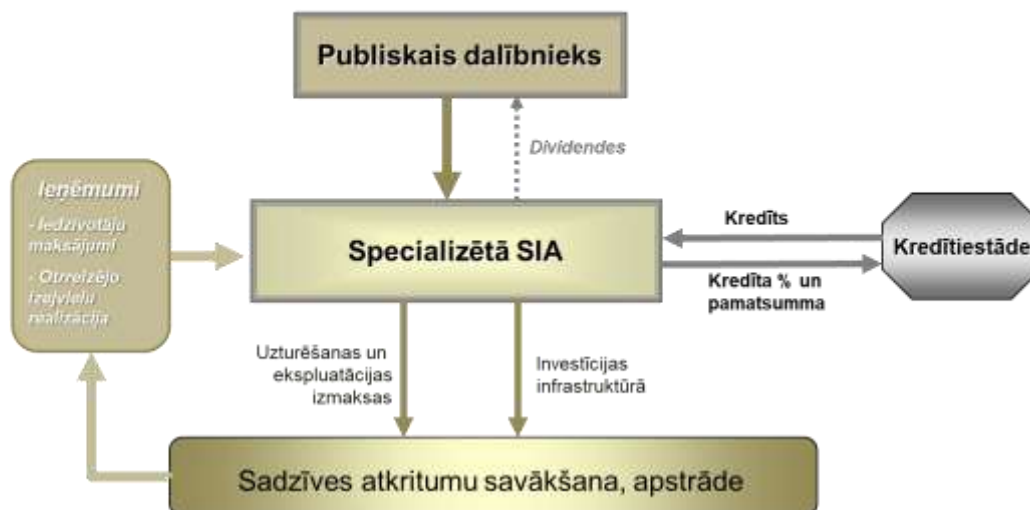 Publiskais dalībnieks
Dividendes
Ieņēmumi
- Iedzīvotāju
maksājumi
- Otrreizējo
izejvielu
realizācija
Specializētā SIA
Kredīts
Kredītiestāde
Kredīta % un
pamatsumma
Uzturēšanas un
ekspluatācijas
izmaksas
Investīcijas
infrastruktūrā
Sadzīves atkritumu savākšana, apstrāde